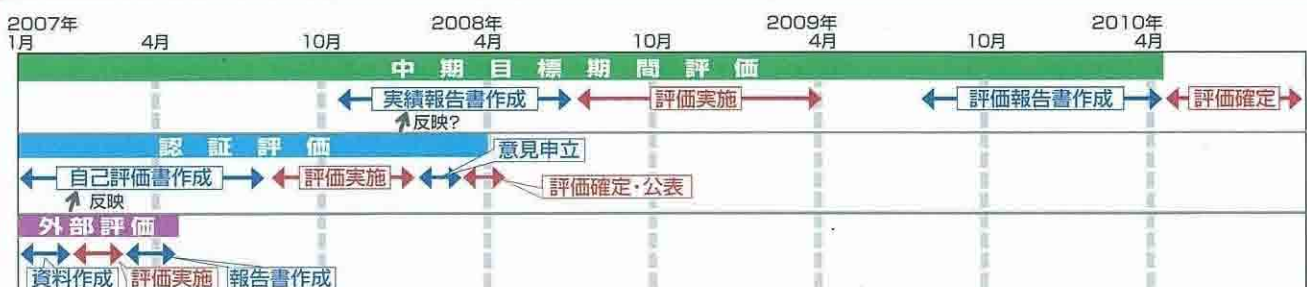 2007年 2008年 2009年 2010年
1月 4月 10月 4月 10月 4月 10月 4月
中期目標期間評価
実績報告書作成 評価実施 評価報告書作成 評価確定
反映?
認証評価
意見申立
自己評価書作成 評価実施 評価確定・公表
反映
外部評価
資料作成 評価実施 報告書作成